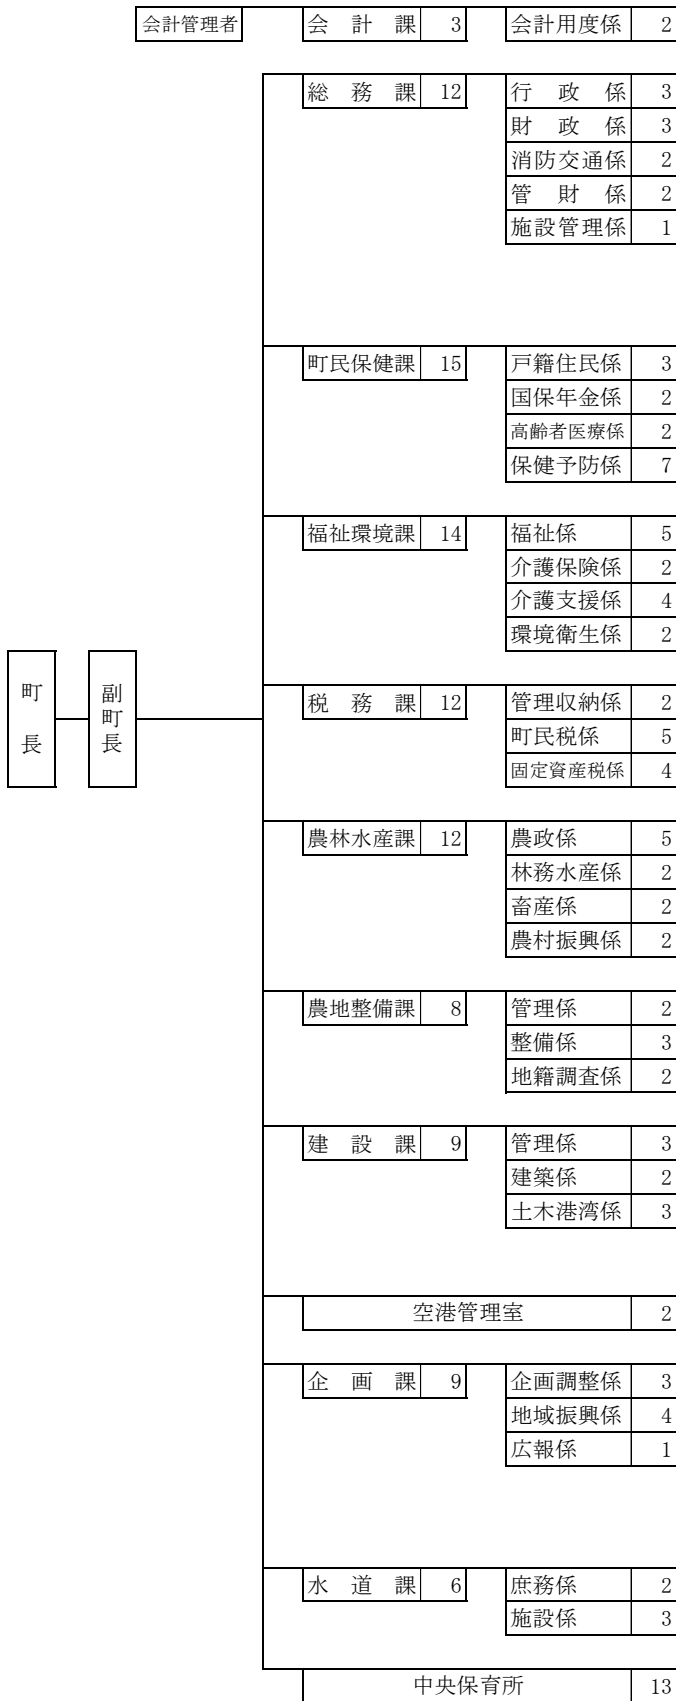 会計管理者 会計課 3 会計用度係 2
総務課 12 行政係 3
財政係 3
消防交通係 2
管財係 2
施設管理係 1
町民保健課 15 戸籍住民係 3
国保年金係 2
高齢者医療係 2
保健予防係 7
福祉環境課 14 福祉係 5
介護保険係 2
介護支援係 4
環境衛生係 2
町長 副町長
税務課 12 管理収納係 2
町民税係 5
固定資産税係 4
農林水産課 12 農政係 5
林務水産係 2
畜産係 2
農村振興係 2
農地整備課 8 管理係 2
整備係 3
地籍調査係 2
建設課 9 管理係 3
建築係 2
土木港湾係 3
空港管理室 2
企画課 9 企画調整係 3
地域振興係 4
広報係 1
水道課 6 庶務係 2
施設係 3
中央保育所 13